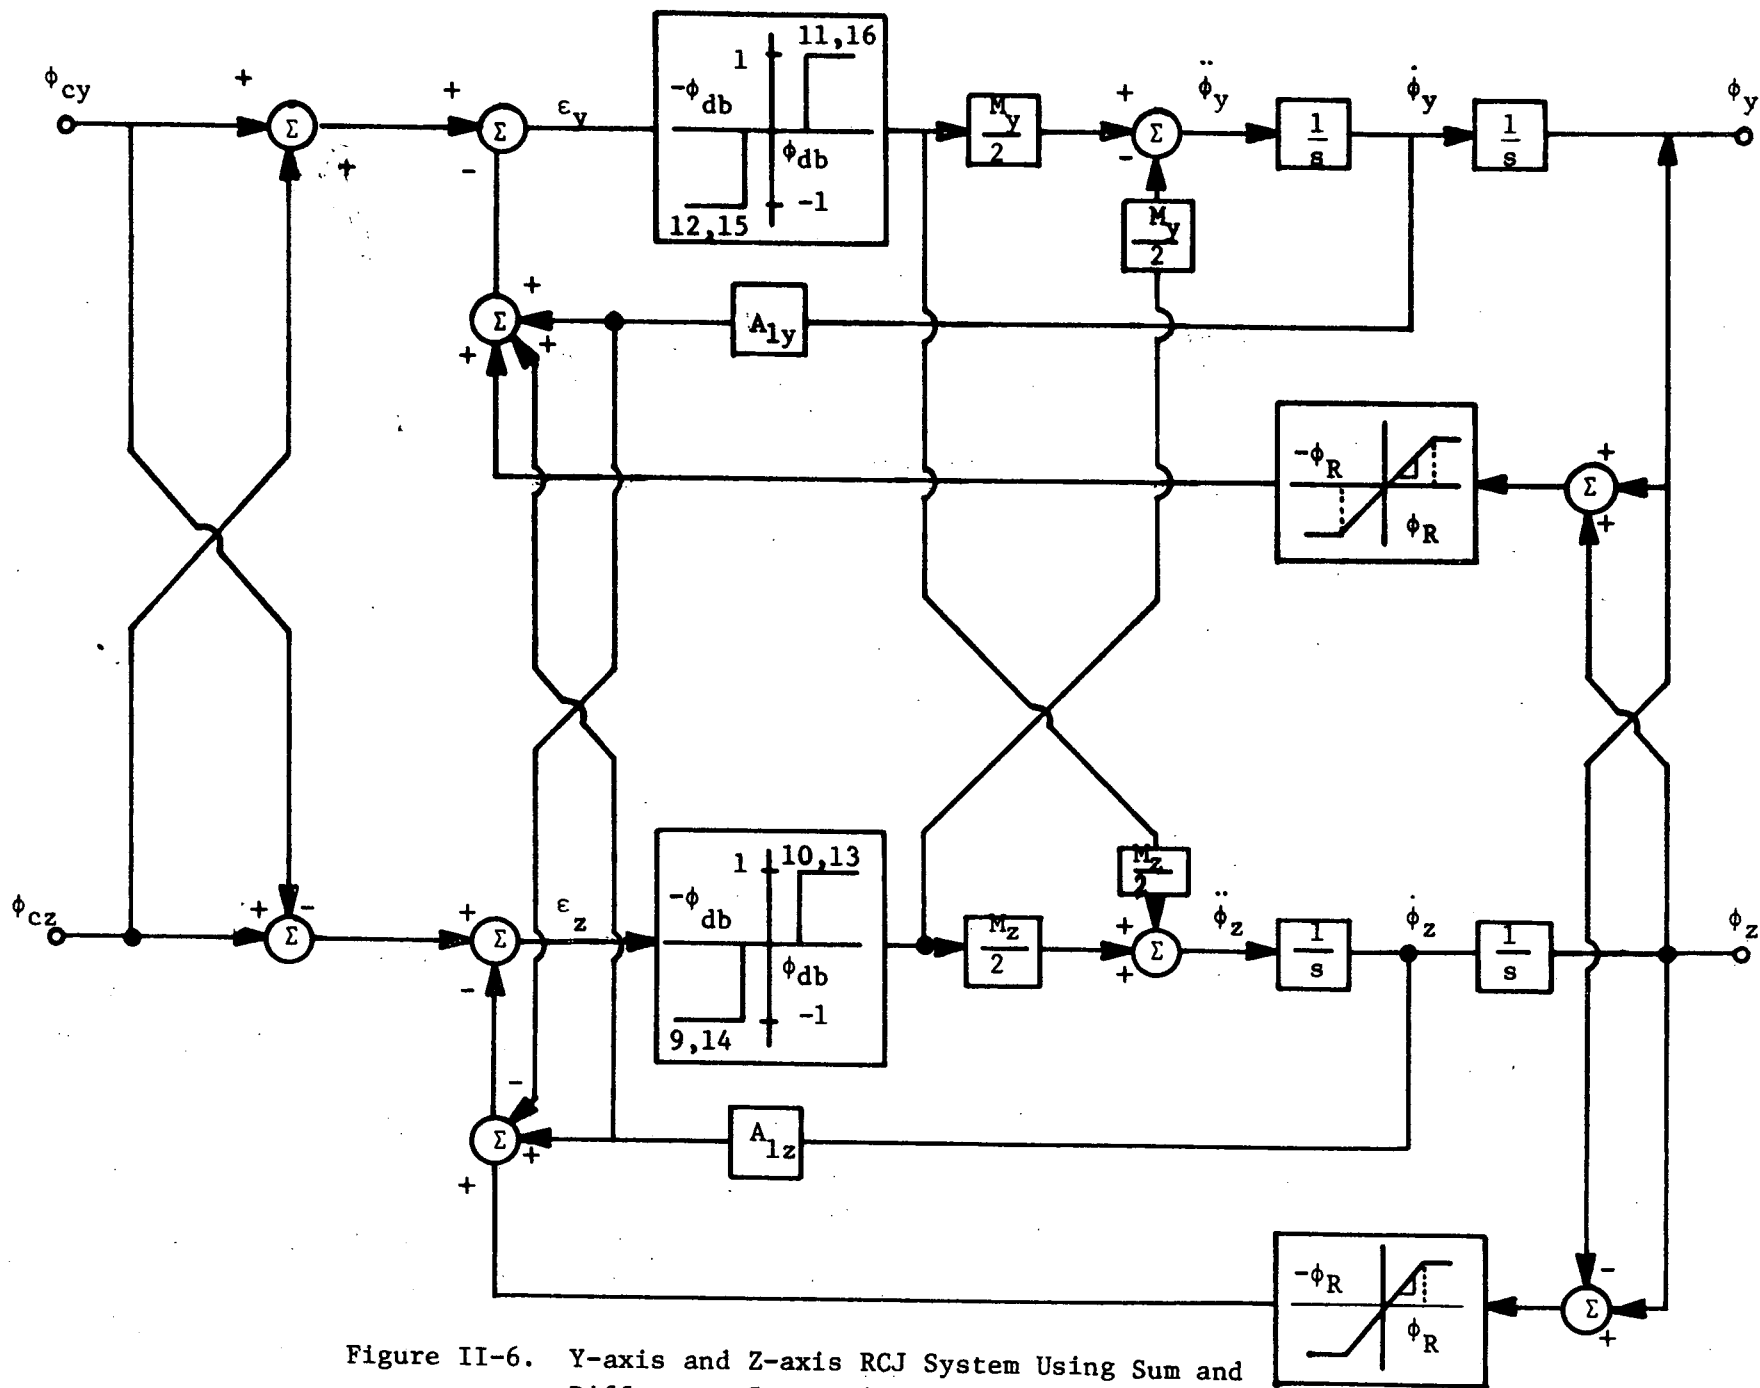 ϕcy
+
Σ
+
+
Σ
-
εy
1
11,16
-ϕdb
ϕdb
-1
12,15
My
2
+
Σ
-
My
2
ϕ̈y
1
s
ϕ̇y
1
s
ϕy
+
Σ
+
+
A1y
-ϕR
ϕR
+
Σ
+
ϕcz
+
-
Σ
+
Σ
-
εz
1
10,13
-ϕdb
ϕdb
-1
9,14
Mz
2
Mz
2
+
Σ
+
ϕ̈z
1
s
ϕ̇z
1
s
ϕz
-
Σ
+
+
A1z
-ϕR
ϕR
-
Σ
+
Figure II-6. Y-axis and Z-axis RCJ System Using Sum and